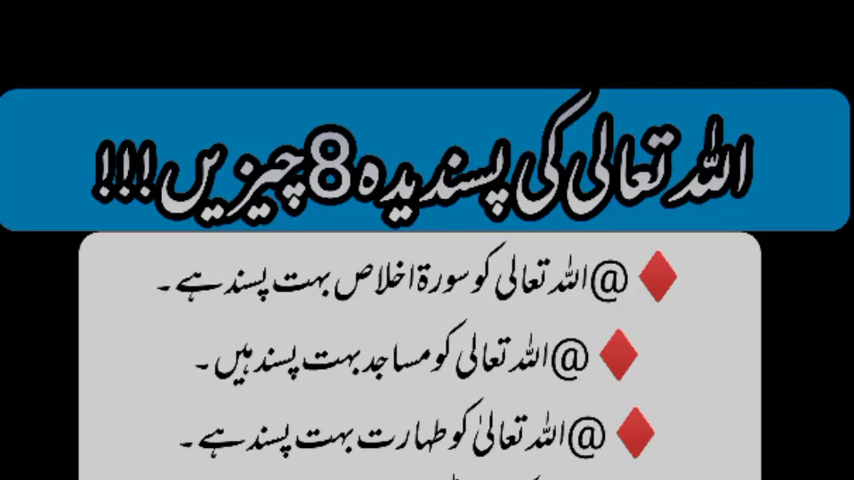 اللہ تعالی کی پسندیدہ 8 چیزیں!!!
@اللہ تعالی کو سورۃ اخلاص بہت پسند ہے۔
@اللہ تعالی کو مساجد بہت پسند ہیں۔
@اللہ تعالیٰ کو طہارت بہت پسند ہے۔